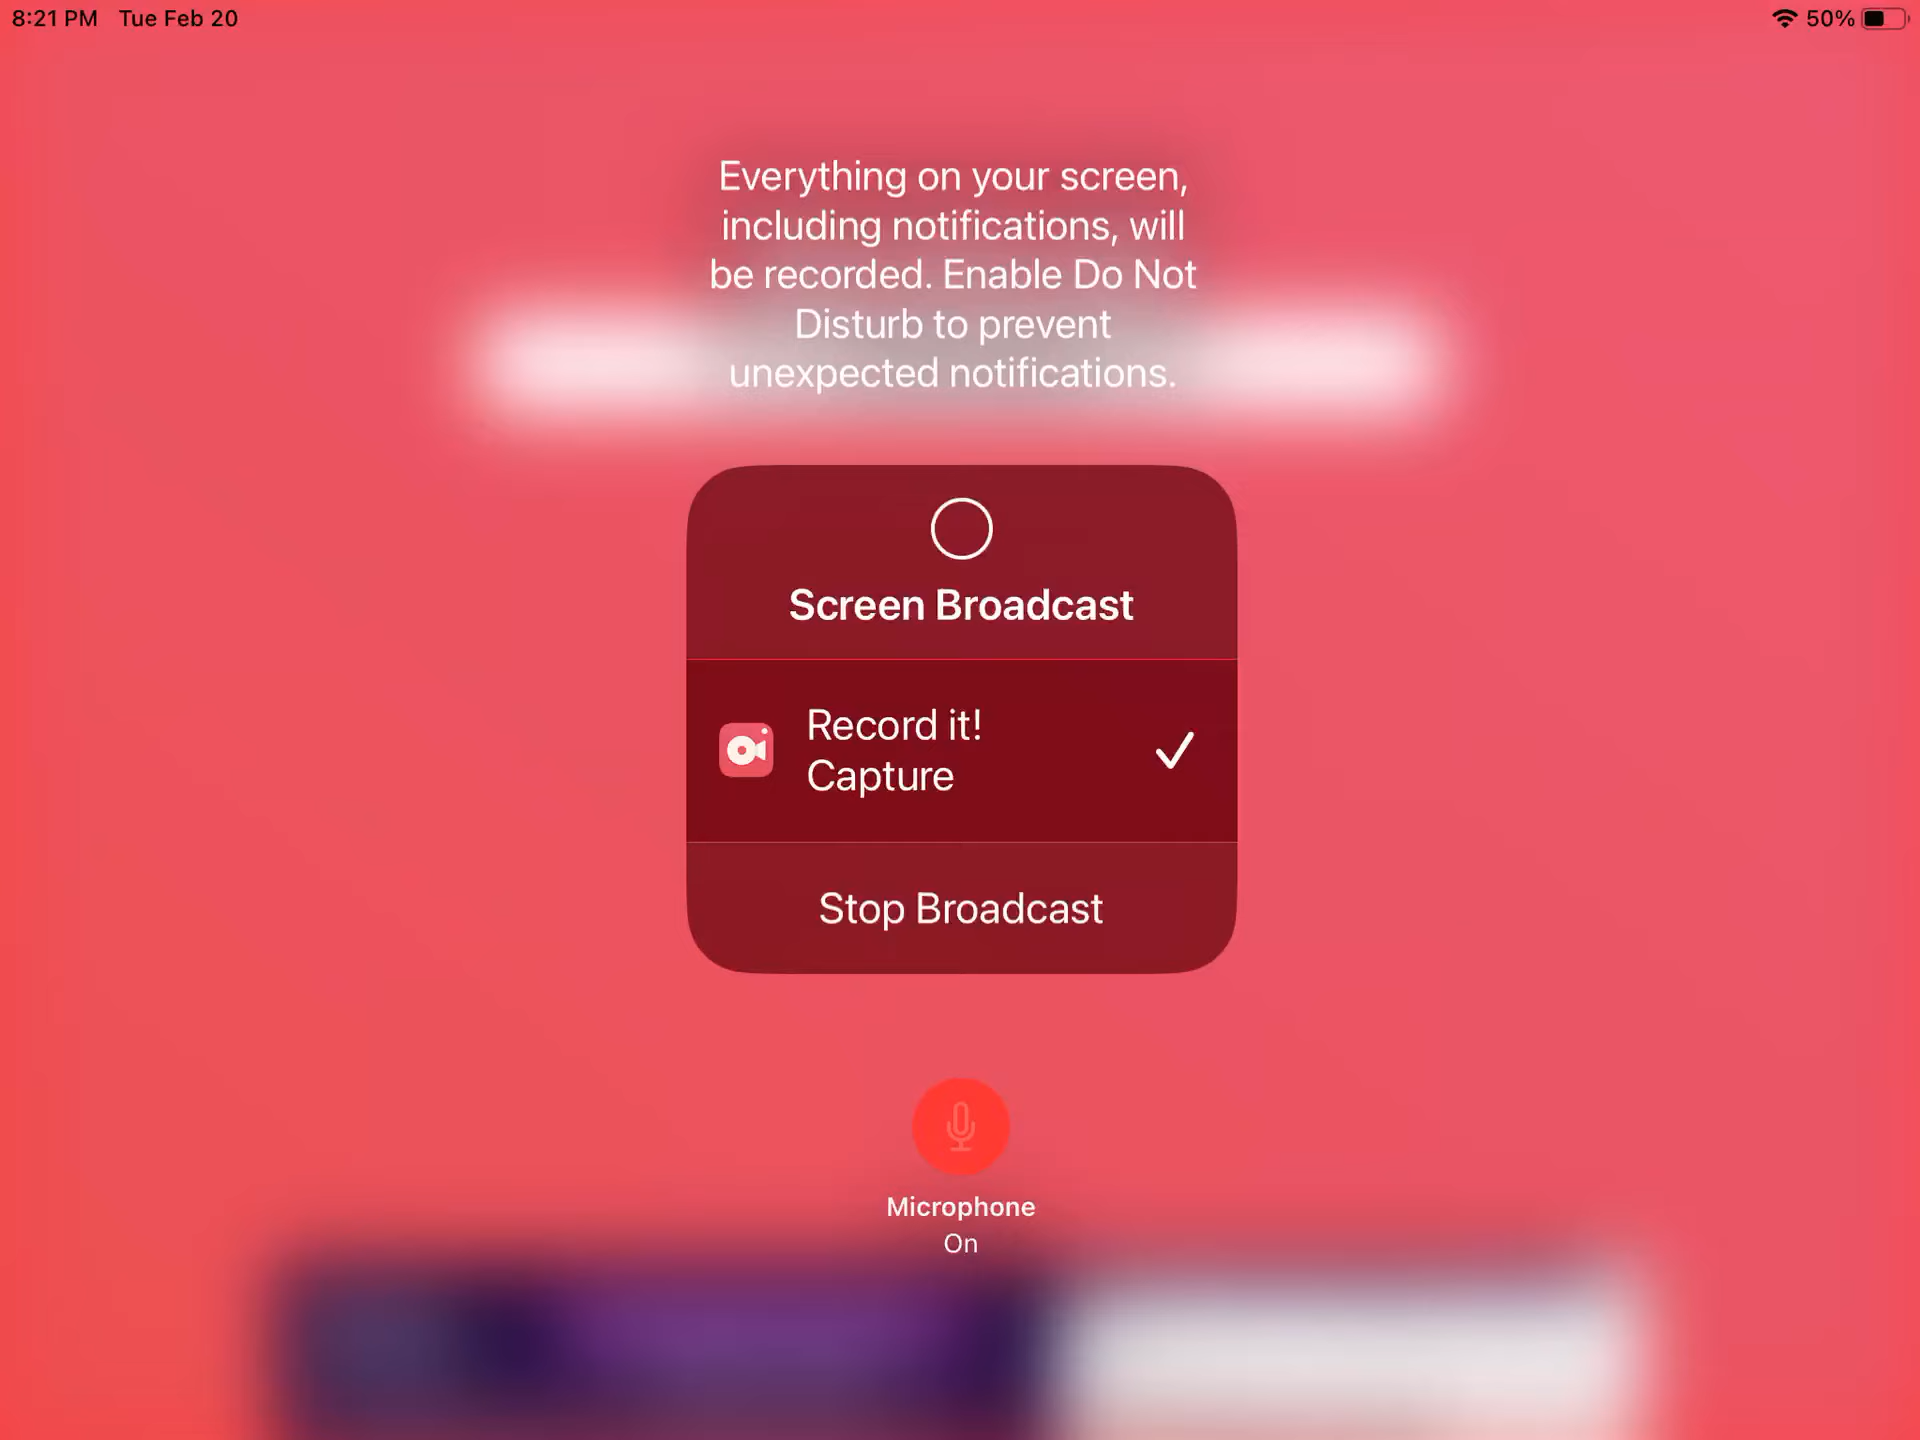 8:21 PM Tue Feb 20
50%
Everything on your screen,
including notifications, will
be recorded. Enable Do Not
Disturb to prevent
unexpected notifications.
Screen Broadcast
Record it!
Capture
Stop Broadcast
Microphone
On